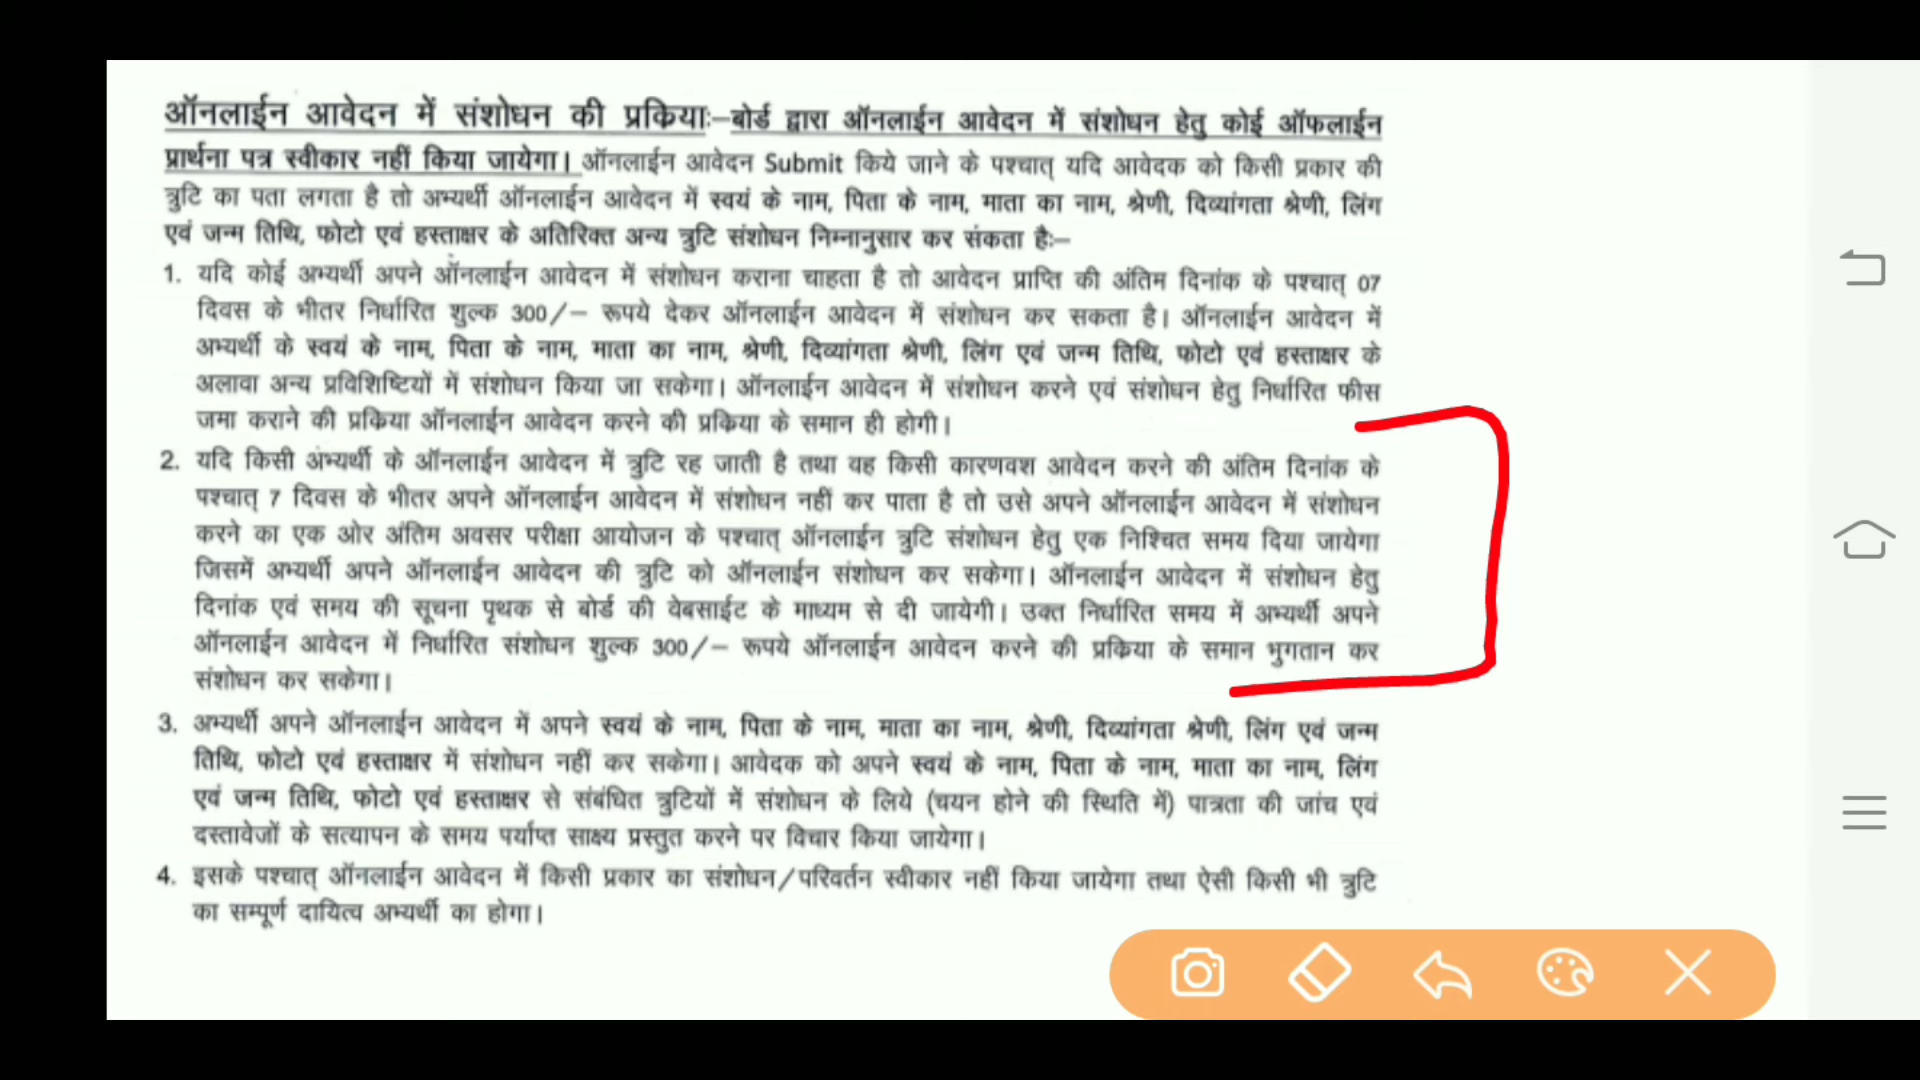 ऑनलाईन आवेदन में संशोधन की प्रक्रियाः–बोर्ड द्वारा ऑनलाईन आवेदन में संशोधन हेतु कोई ऑफलाईन
प्रार्थना पत्र स्वीकार नहीं किया जायेगा। ऑनलाईन आवेदन Submit किये जाने के पश्चात् यदि आवेदक को किसी प्रकार की
त्रुटि का पता लगता है तो अभ्यर्थी ऑनलाईन आवेदन में स्वयं के नाम, पिता के नाम, माता का नाम, श्रेणी, दिव्यांगता श्रेणी, लिंग
एवं जन्म तिथि, फोटो एवं हस्ताक्षर के अतिरिक्त अन्य त्रुटि संशोधन निम्नानुसार कर संकता हैः–
1. यदि कोई अभ्यर्थी अपने ऑनलाईन आवेदन में संशोधन कराना चाहता है तो आवेदन प्राप्ति की अंतिम दिनांक के पश्चात् 07
दिवस के भीतर निर्धारित शुल्क 300/– रूपये देकर ऑनलाईन आवेदन में संशोधन कर सकता है। ऑनलाईन आवेदन में
अभ्यर्थी के स्वयं के नाम, पिता के नाम, माता का नाम, श्रेणी, दिव्यांगता श्रेणी, लिंग एवं जन्म तिथि, फोटो एवं हस्ताक्षर के
अलावा अन्य प्रविशिष्टियों में संशोधन किया जा सकेगा। ऑनलाईन आवेदन में संशोधन करने एवं संशोधन हेतु निर्धारित फीस
जमा कराने की प्रकिया ऑनलाईन आवेदन करने की प्रकिया के समान ही होगी।
2. यदि किसी अभ्यर्थी के ऑनलाईन आवेदन में त्रुटि रह जाती है तथा वह किसी कारणवश आवेदन करने की अंतिम दिनांक के
पश्चात् 7 दिवस के भीतर अपने ऑनलाईन आवेदन में संशोधन नहीं कर पाता है तो उसे अपने ऑनलाईन आवेदन में संशोधन
करने का एक ओर अंतिम अवसर परीक्षा आयोजन के पश्चात् ऑनलाईन त्रुटि संशोधन हेतु एक निश्चित समय दिया जायेगा
जिसमें अभ्यर्थी अपने ऑनलाईन आवेदन की त्रुटि को ऑनलाईन संशोधन कर सकेगा। ऑनलाईन आवेदन में संशोधन हेतु
दिनांक एवं समय की सूचना पृथक से बोर्ड की वेबसाईट के माध्यम से दी जायेगी। उक्त निर्धारित समय में अभ्यर्थी अपने
ऑनलाईन आवेदन में निर्धारित संशोधन शुल्क 300/– रूपये ऑनलाईन आवेदन करने की प्रकिया के समान भुगतान कर
संशोधन कर सकेगा।
3. अभ्यर्थी अपने ऑनलाईन आवेदन में अपने स्वयं के नाम, पिता के नाम, माता का नाम, श्रेणी, दिव्यांगता श्रेणी, लिंग एवं जन्म
तिथि, फोटो एवं हस्ताक्षर में संशोधन नहीं कर सकेगा। आवेदक को अपने स्वयं के नाम, पिता के नाम, माता का नाम, लिंग
एवं जन्म तिथि, फोटो एवं हस्ताक्षर से संबंधित त्रुटियों में संशोधन के लिये (चयन होने की स्थिति में) पात्रता की जांच एवं
दस्तावेजों के सत्यापन के समय पर्याप्त साक्ष्य प्रस्तुत करने पर विचार किया जायेगा।
4. इसके पश्चात् ऑनलाईन आवेदन में किसी प्रकार का संशोधन/परिवर्तन स्वीकार नहीं किया जायेगा तथा ऐसी किसी भी त्रुटि
का सम्पूर्ण दायित्व अभ्यर्थी का होगा।